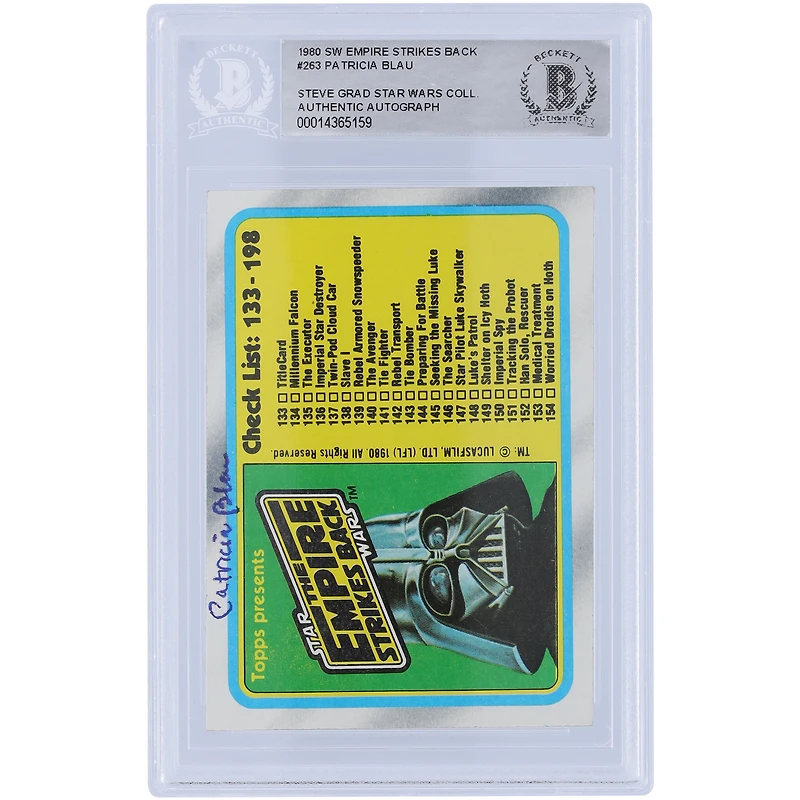 BECKETT
B
AUTHENTIC
1980 SW EMPIRE STRIKES BACK
#263 PATRICIA BLAU
STEVE GRAD STAR WARS COLL.
AUTHENTIC AUTOGRAPH
00014365159
BECKETT
B
AUTHENTIC
Patricia Blau
Topps presents
STAR THE
EMPIRE
STRIKES BACK
WARS™
Check List: 133-198
133 □ TitleCard
134 □ Millennium Falcon
135 □ The Executor
136 □ Imperial Star Destroyer
137 □ Twin-Pod Cloud Car
138 □ Slave I
139 □ Rebel Armored Snowspeeder
140 □ The Avenger
141 □ Tie Fighter
142 □ Rebel Transport
143 □ Tie Bomber
144 □ Preparing For Battle
145 □ Seeking the Missing Luke
146 □ The Searcher
147 □ Star Pilot Luke Skywalker
148 □ Luke's Patrol
149 □ Shelter on Icy Hoth
150 □ Imperial Spy
151 □ Tracking the Probot
152 □ Han Solo, Rescuer
153 □ Medical Treatment
154 □ Worried Droids on Hoth
TM: © LUCASFILM, LTD. (LFL) 1980. All Rights Reserved.